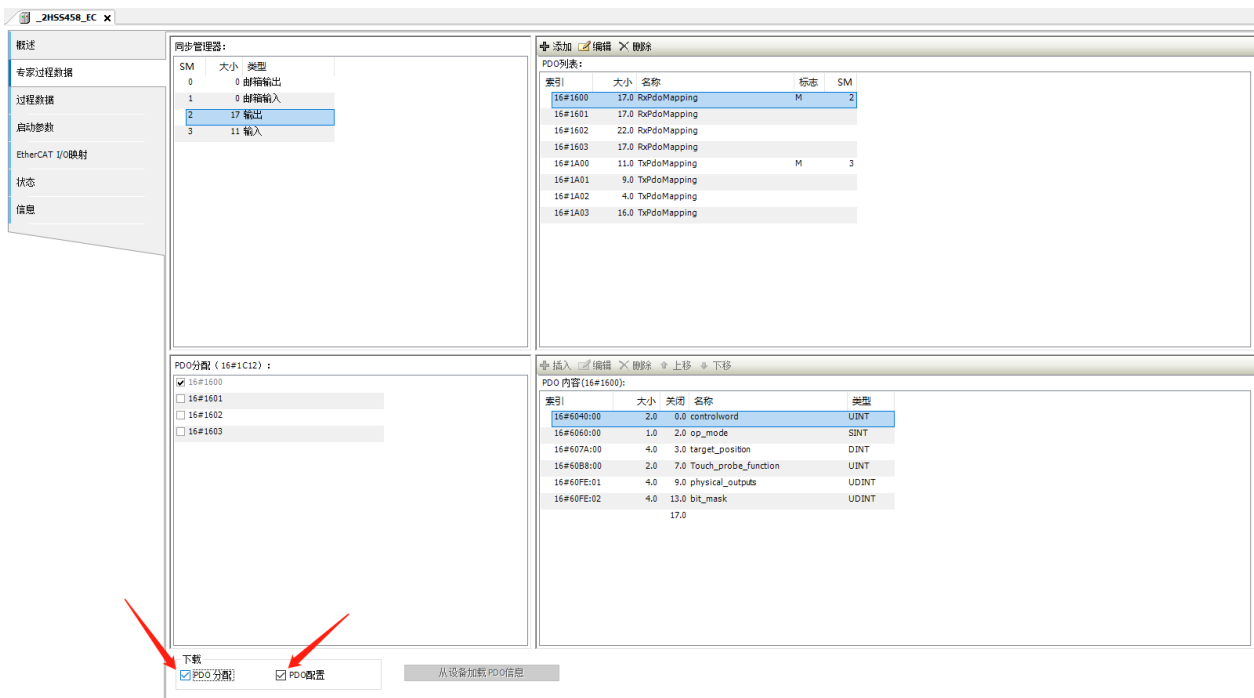 _2HSS458_EC X
概述
专家过程数据
过程数据
启动参数
EtherCAT I/O映射
状态
信息
同步管理器:
SM 大小 类型
0 0 邮箱输出
1 0 邮箱输入
2 17 输出
3 11 输入
添加 编辑 删除
PDO列表:
索引 大小 名称 标志 SM
16#1600 17.0 RxPdoMapping M 2
16#1601 17.0 RxPdoMapping
16#1602 22.0 RxPdoMapping
16#1603 17.0 RxPdoMapping
16#1A00 11.0 TxPdoMapping M 3
16#1A01 9.0 TxPdoMapping
16#1A02 4.0 TxPdoMapping
16#1A03 16.0 TxPdoMapping
PDO分配 (16#1C12) :
16#1600
16#1601
16#1602
16#1603
插入 编辑 删除 上移 下移
PDO 内容(16#1600):
索引 大小 关闭 名称 类型
16#6040:00 2.0 0.0 controlword UINT
16#6060:00 1.0 2.0 op_mode SINT
16#607A:00 4.0 3.0 target_position DINT
16#60B8:00 2.0 7.0 Touch_probe_function UINT
16#60FE:01 4.0 9.0 physical_outputs UDINT
16#60FE:02 4.0 13.0 bit_mask UDINT
17.0
下载
PDO 分配 PDO配置 从设备加载 PDO信息